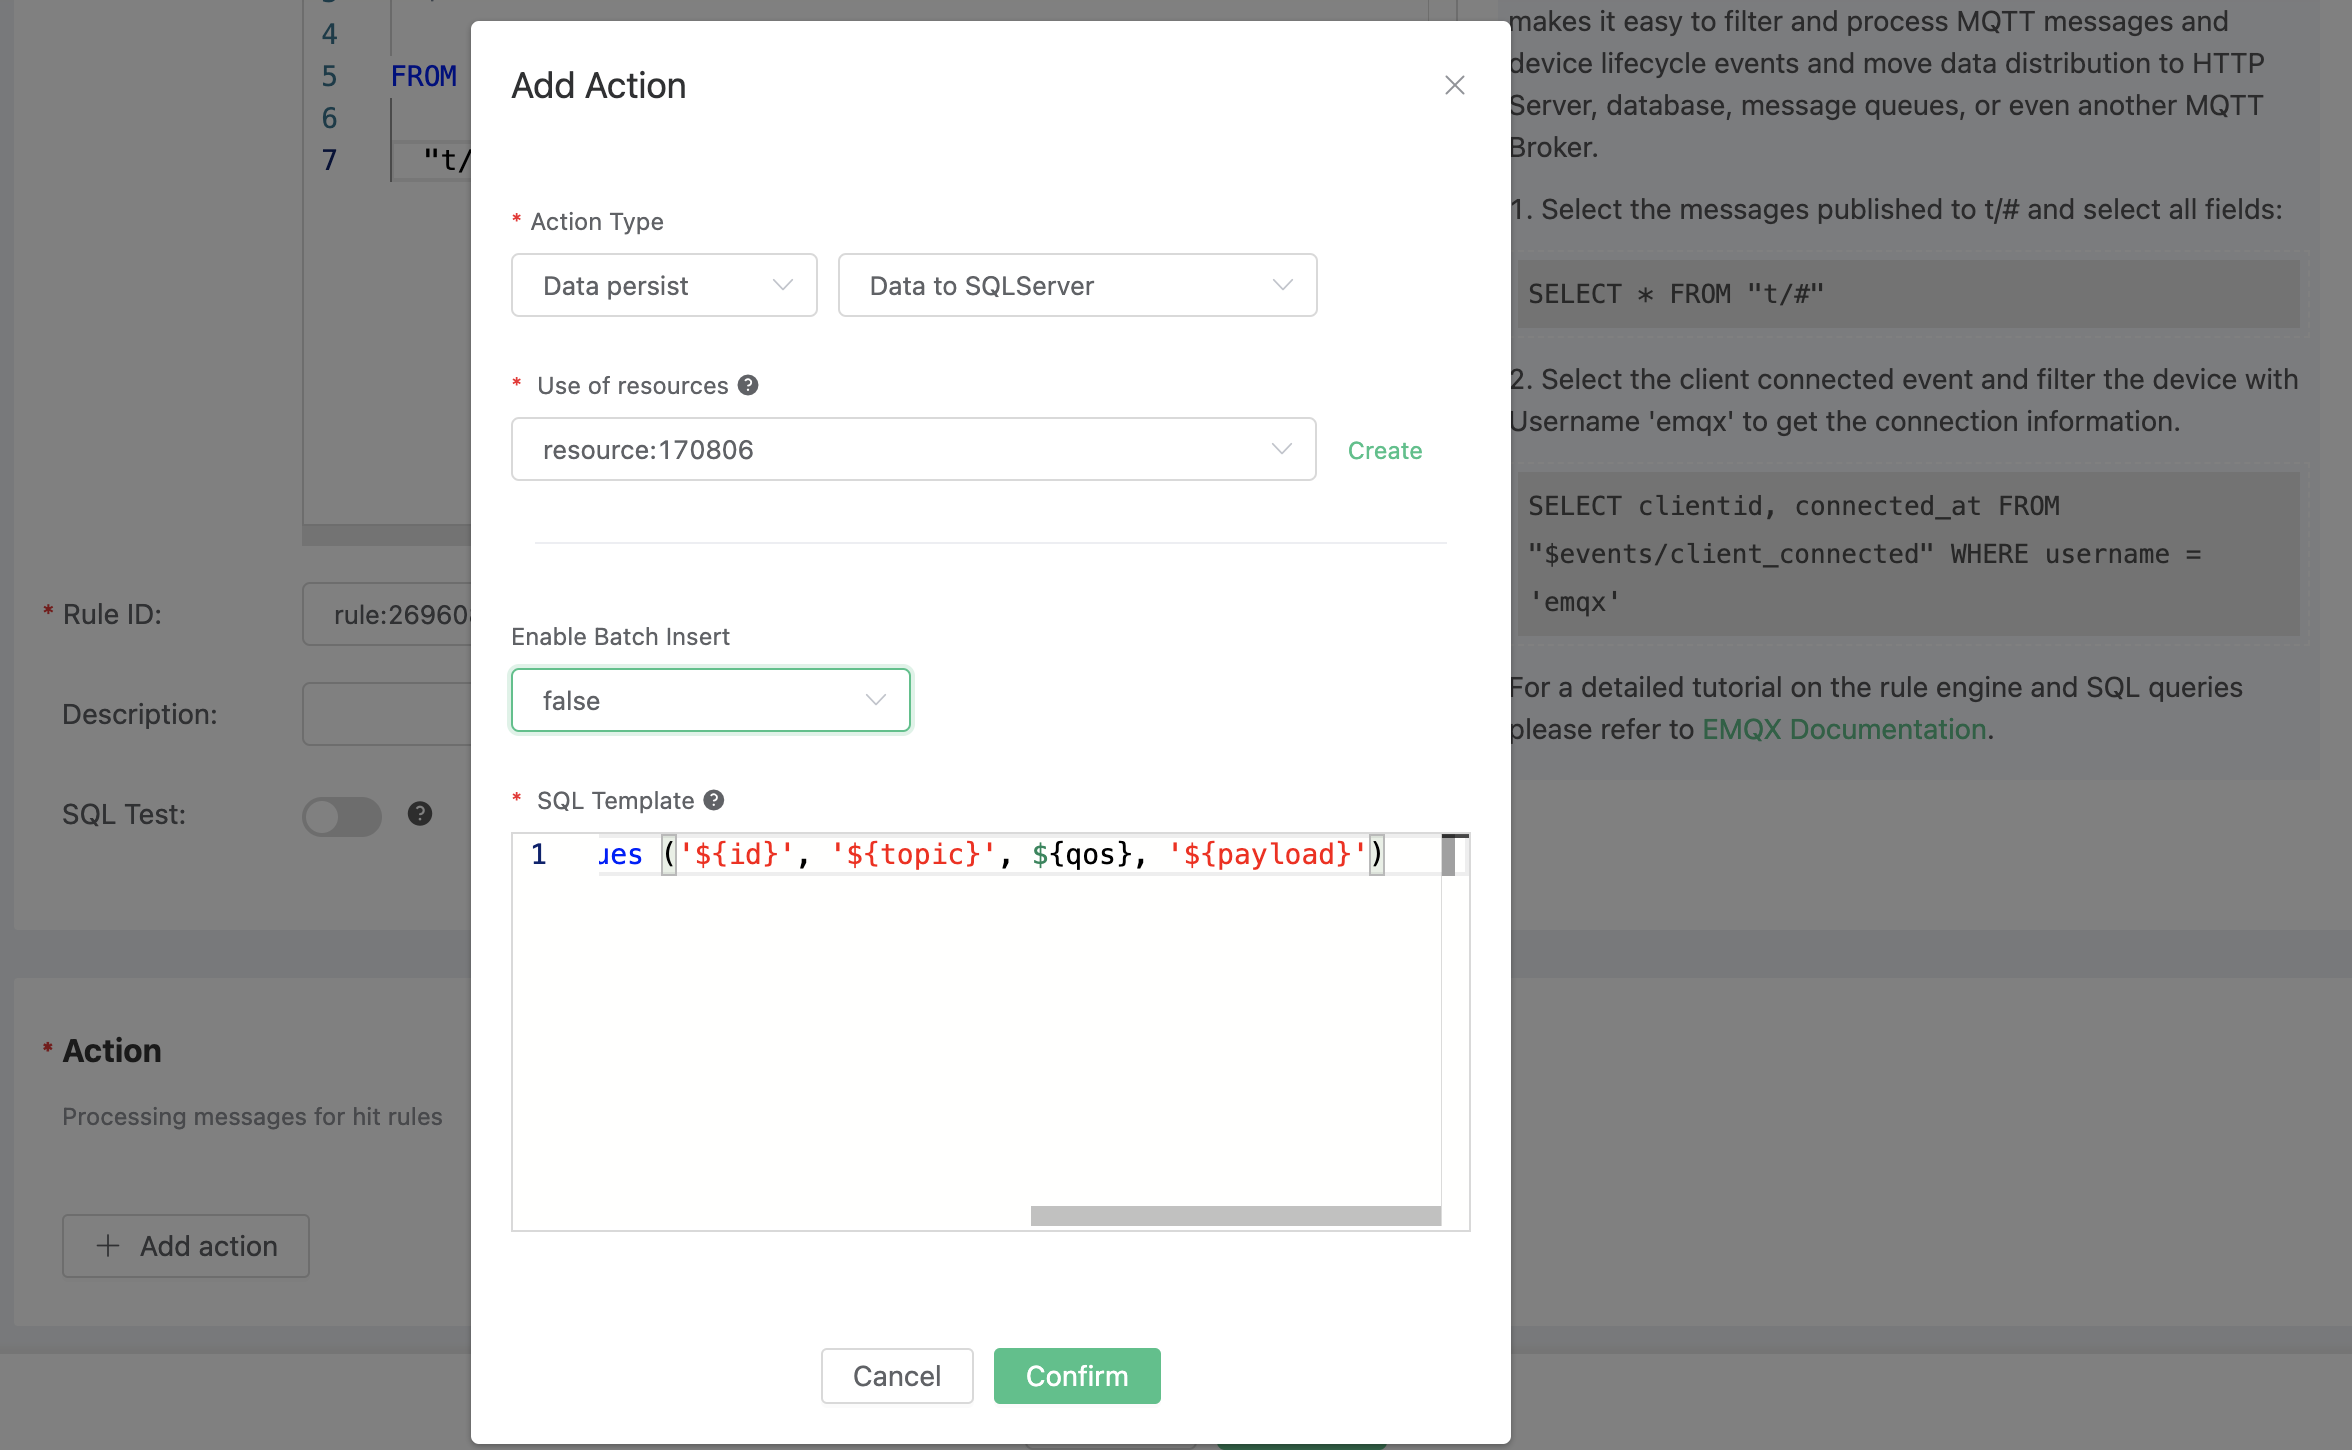 4
5 FROM
6
7 "t/
* Rule ID:
rule:26960
Description:
SQL Test:
* Action
Processing messages for hit rules
+ Add action
Add Action
* Action Type
Data persist
Data to SQLServer
* Use of resources
resource:170806
Create
Enable Batch Insert
false
* SQL Template
1 ues ('${id}', '${topic}', ${qos}, '${payload}')
Cancel
Confirm
makes it easy to filter and process MQTT messages and
device lifecycle events and move data distribution to HTTP
Server, database, message queues, or even another MQTT
Broker.
1. Select the messages published to t/# and select all fields:
SELECT * FROM "t/#"
2. Select the client connected event and filter the device with
Username 'emqx' to get the connection information.
SELECT clientid, connected_at FROM
"$events/client_connected" WHERE username =
'emqx'
For a detailed tutorial on the rule engine and SQL queries
please refer to EMQX Documentation.